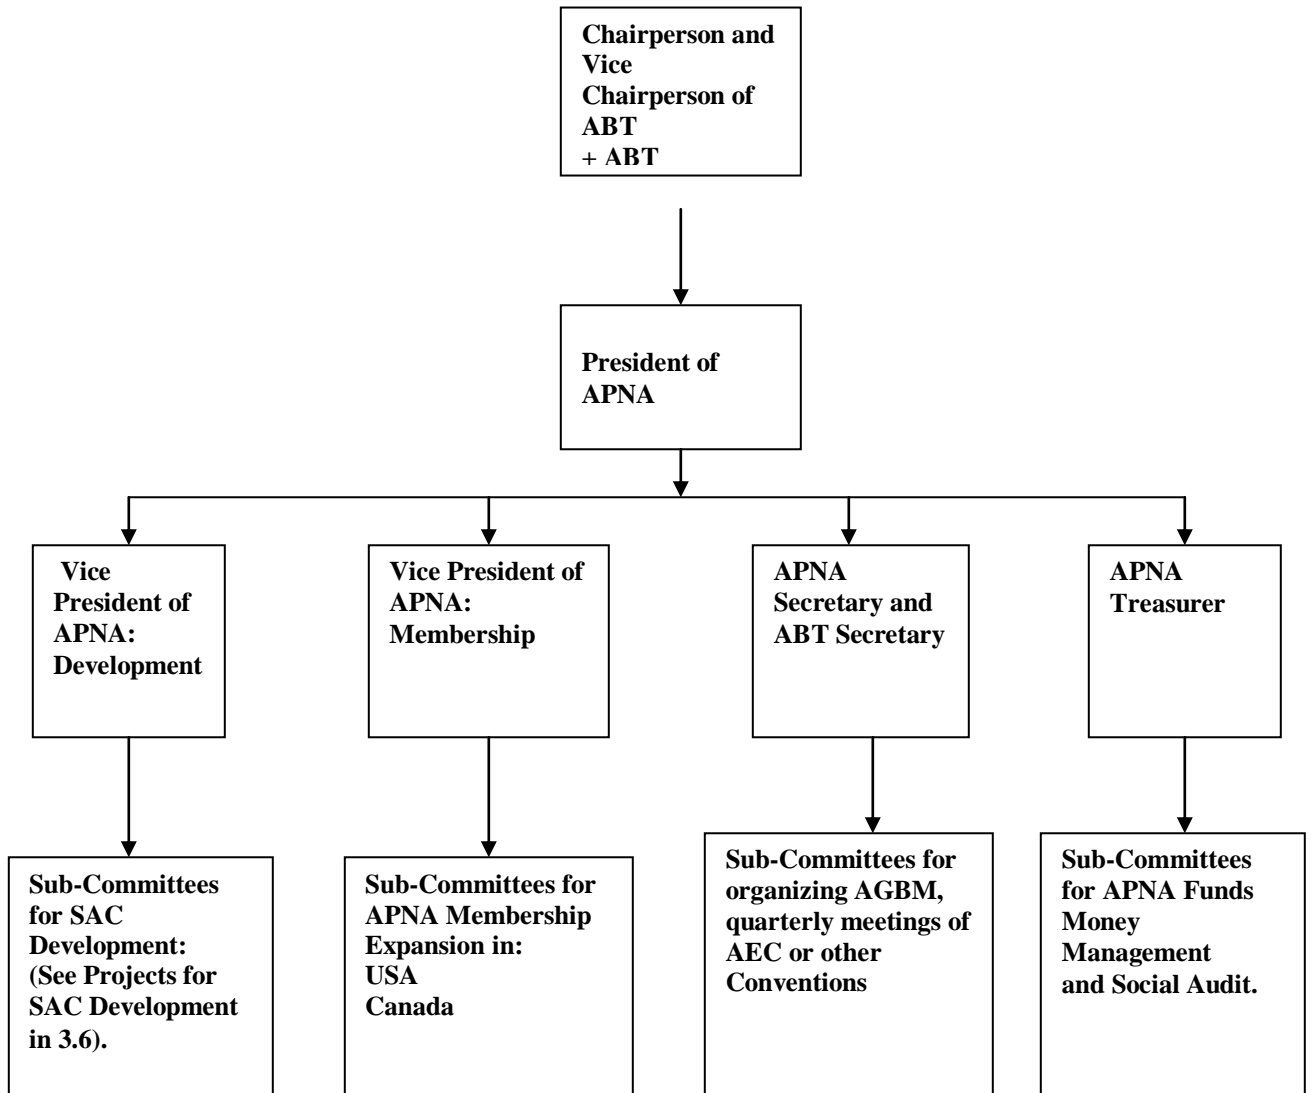 Chairperson and
Vice
Chairperson of
ABT
+ ABT
President of
APNA
Vice
President of
APNA:
Development
Vice President of
APNA:
Membership
APNA
Secretary and
ABT Secretary
APNA
Treasurer
Sub-Committees
for SAC
Development:
(See Projects for
SAC Development
in 3.6).
Sub-Committees for
APNA Membership
Expansion in:
USA
Canada
Sub-Committees for
organizing AGBM,
quarterly meetings of
AEC or other
Conventions
Sub-Committees
for APNA Funds
Money
Management
and Social Audit.